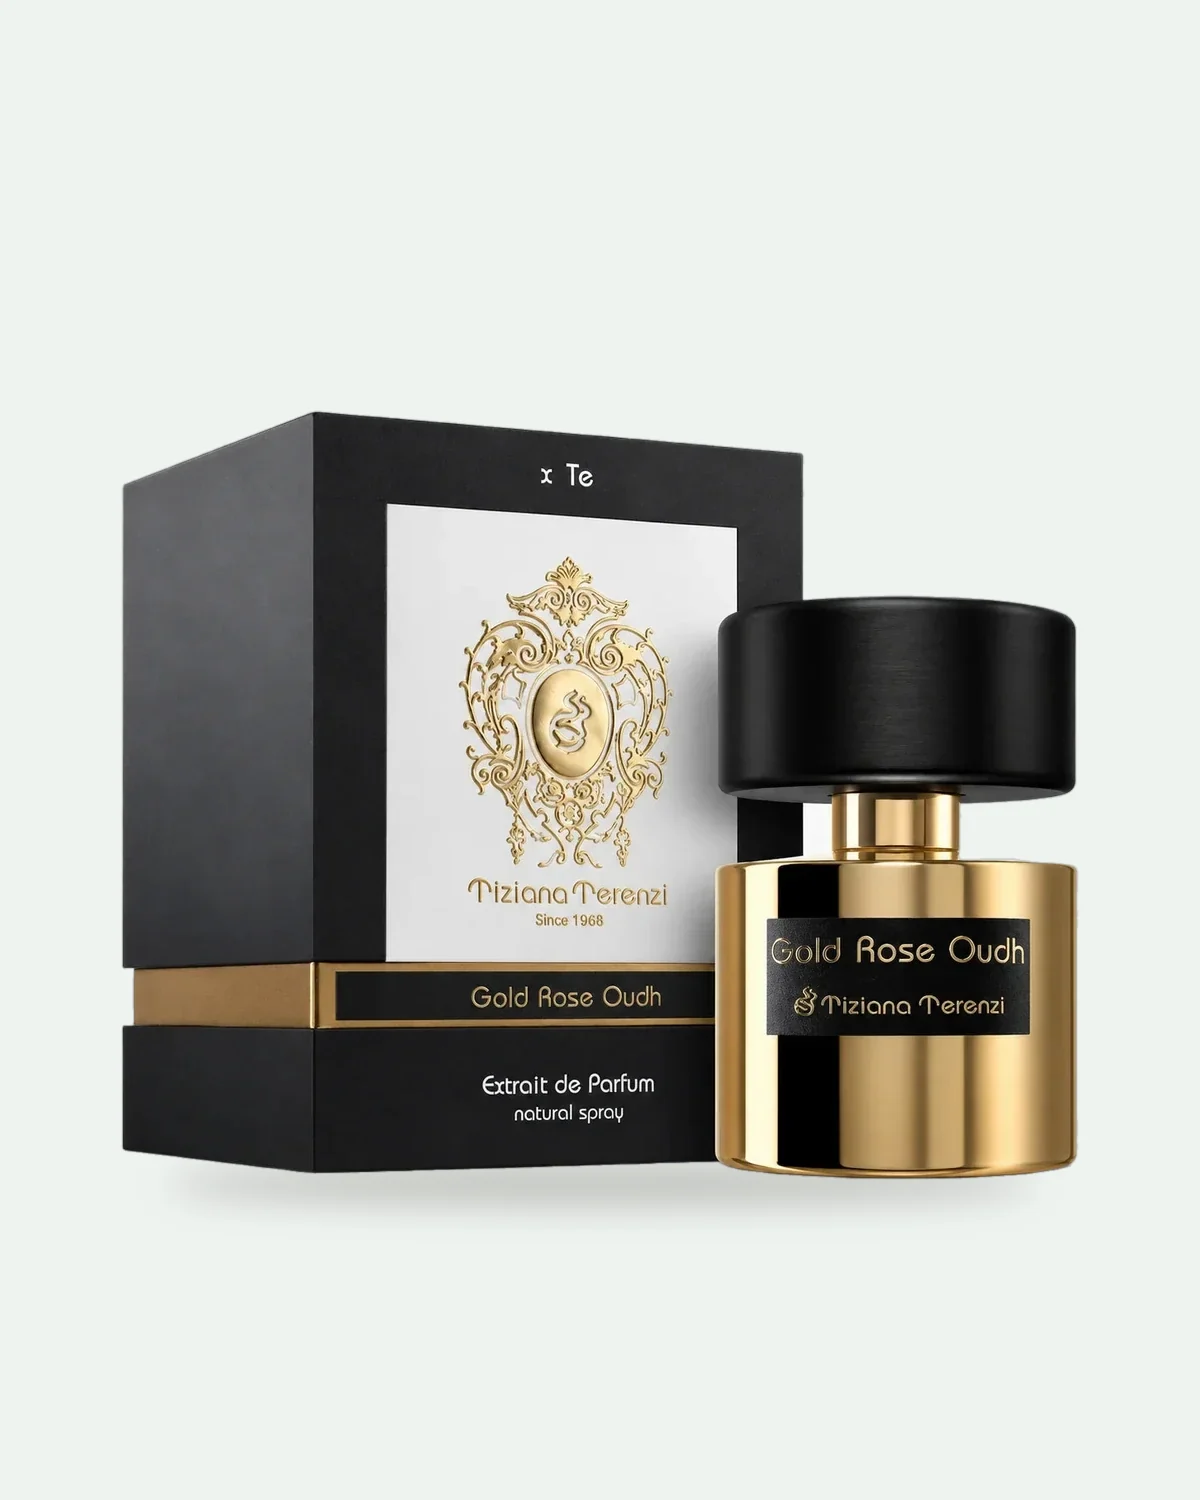 x Te
Tiziana Terenzi
Since 1968
Gold Rose Oudh
Extrait de Parfum
natural spray
Gold Rose Oudh
Tiziana Terenzi